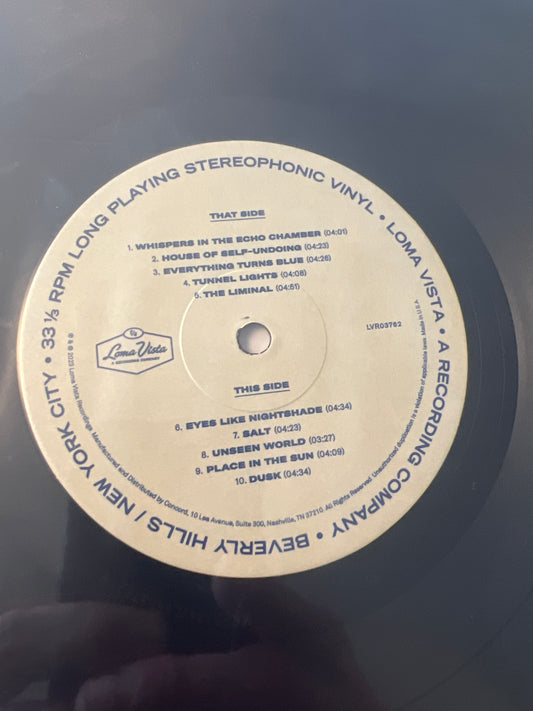 33 ⅓ RPM LONG PLAYING STEREOPHONIC VINYL • LOMA VISTA • A RECORDING COMPANY • BEVERLY HILLS / NEW YORK CITY •
THAT SIDE
1. WHISPERS IN THE ECHO CHAMBER (04:01)
2. HOUSE OF SELF-UNDOING (04:23)
3. EVERYTHING TURNS BLUE (04:26)
4. TUNNEL LIGHTS (04:08)
5. THE LIMINAL (04:51)
LVR03762
Loma Vista
A RECORDING COMPANY
THIS SIDE
6. EYES LIKE NIGHTSHADE (04:34)
7. SALT (04:23)
8. UNSEEN WORLD (03:27)
9. PLACE IN THE SUN (04:09)
10. DUSK (04:34)
Loma Vista Recordings. Manufactured and Distributed by Concord, 10 Lea Avenue, Suite 300, Nashville, TN 37210. All Rights Reserved. Unauthorized duplication is a violation of applicable laws. Made in U.S.A.